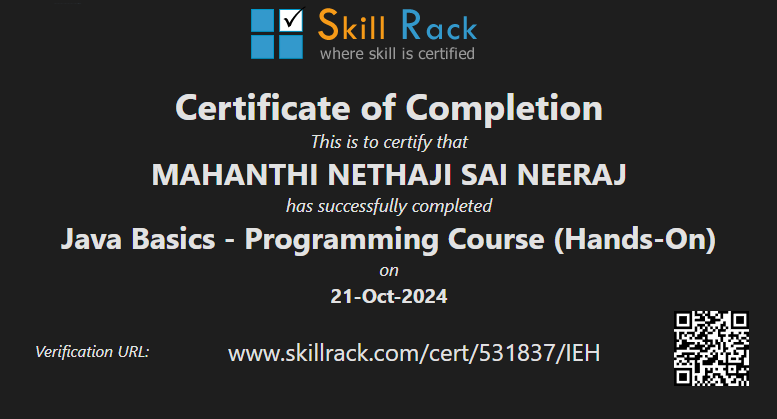 Skill Rack
where skill is certified
Certificate of Completion
This is to certify that
MAHANTHI NETHAJI SAI NEERAJ
has successfully completed
Java Basics - Programming Course (Hands-On)
on
21-Oct-2024
Verification URL: www.skillrack.com/cert/531837/IEH